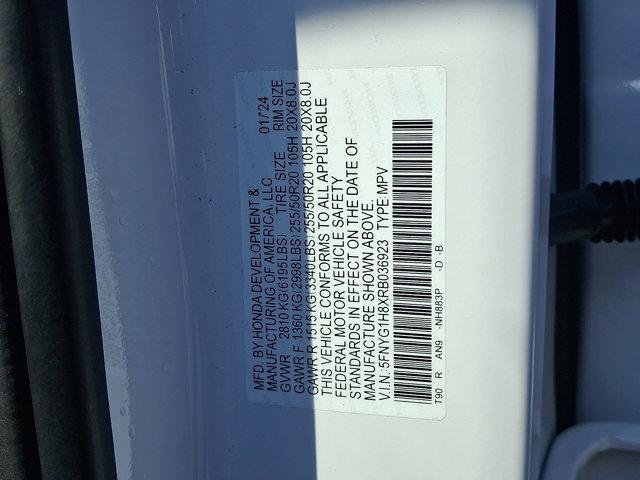 MFD. BY HONDA DEVELOPMENT &
MANUFACTURING OF AMERICA, LLC 01/'24
GVWR 2810 KG(6195LBS) TIRE SIZE RIM SIZE
GAWR F 1360 KG(2998LBS) 255/50R20 105H 20X8.0J
GAWR R 1515 KG(3340LBS) 255/50R20 105H 20X8.0J
THIS VEHICLE CONFORMS TO ALL APPLICABLE
FEDERAL MOTOR VEHICLE SAFETY
STANDARDS IN EFFECT ON THE DATE OF
MANUFACTURE SHOWN ABOVE.
V.I.N.: 5FNYG1H8XRB036923 TYPE:MPV
T90 R AN9 -NH883P -D -B